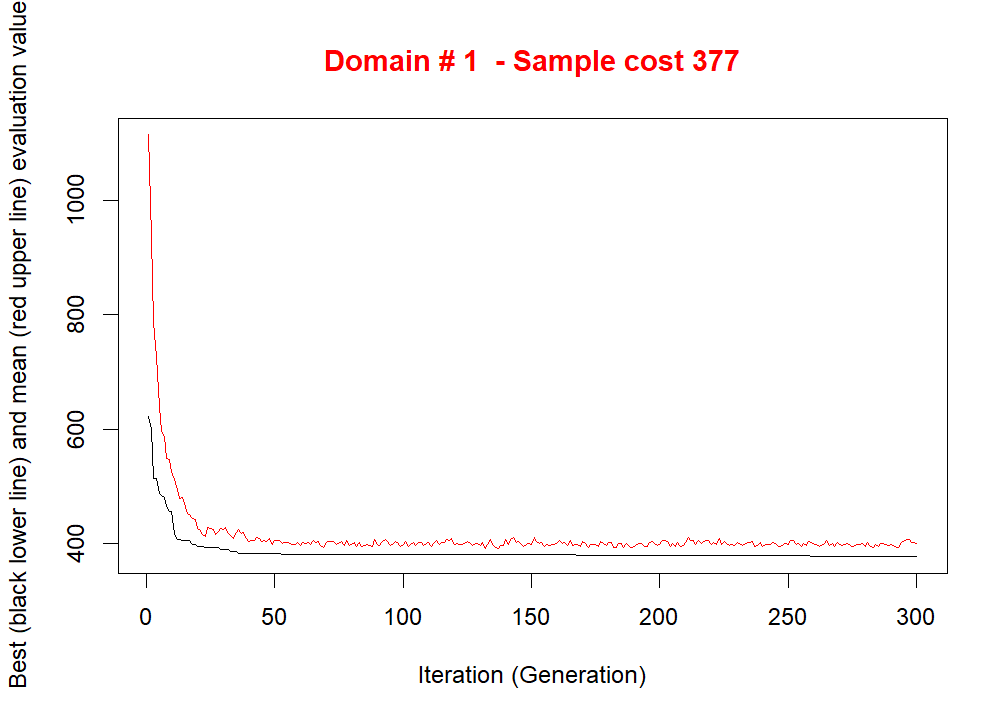 Domain # 1  - Sample cost 377
Best (black lower line) and mean (red upper line) evaluation value
1000
800
600
400
0 50 100 150 200 250 300
Iteration (Generation)